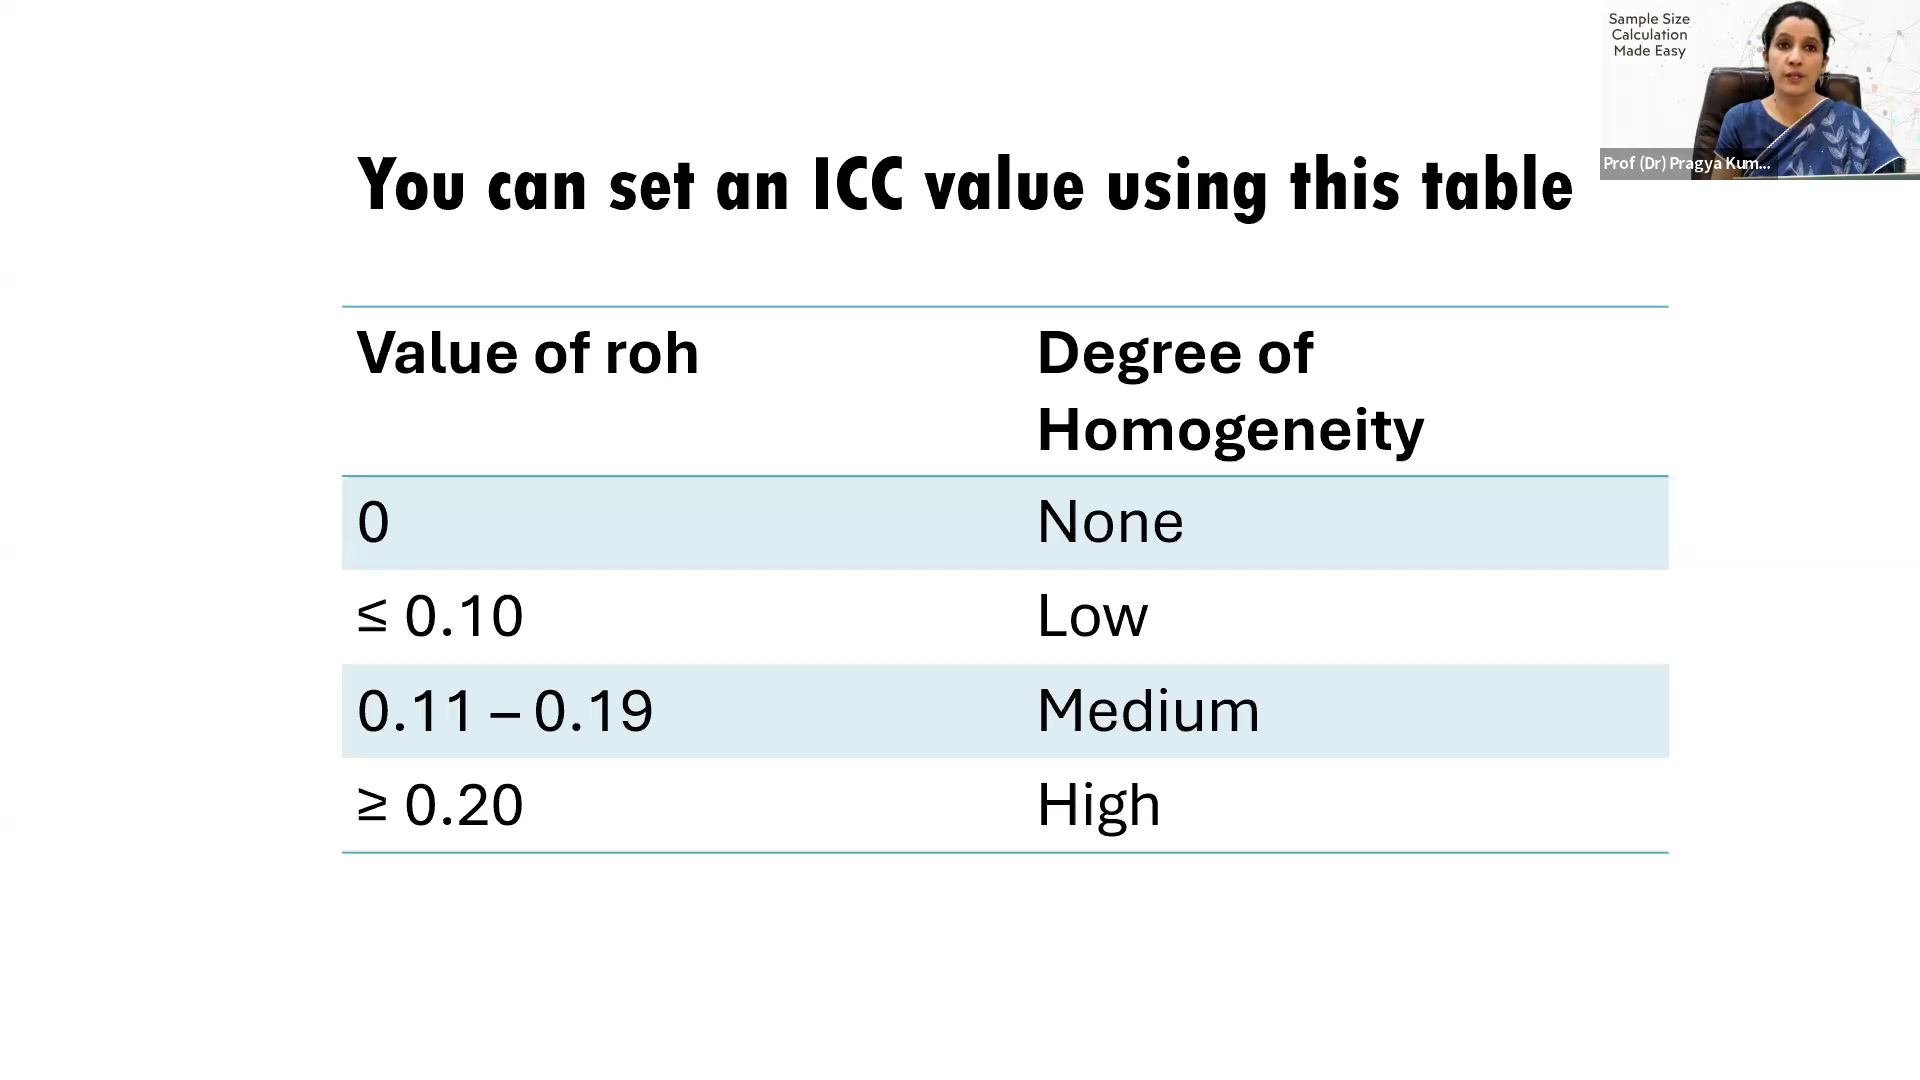 Sample Size
Calculation
Made Easy
Prof (Dr) Pragya Kum...
You can set an ICC value using this table
Value of roh
Degree of
Homogeneity
0
None
≤ 0.10
Low
0.11 – 0.19
Medium
≥ 0.20
High